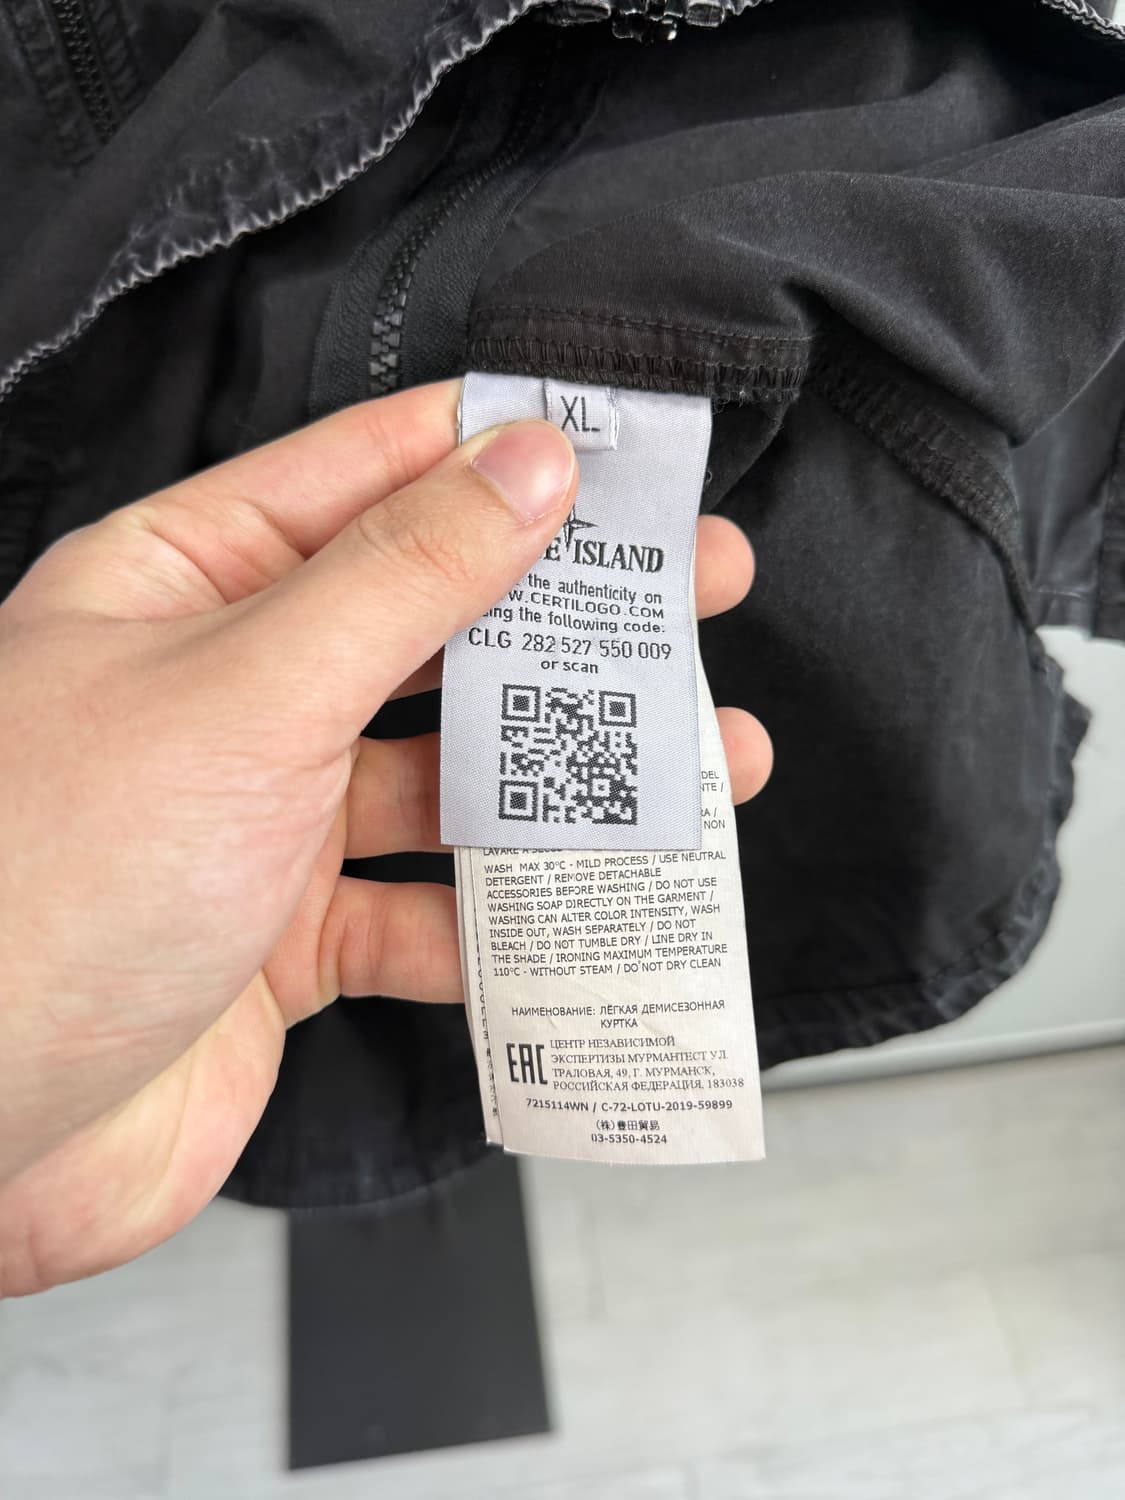 XL
ISLAND
the authenticity on
W.CERTILOGO.COM
the following code:
CLG 282 527 550 009
or scan
DEL
NTE /
RA /
NON
LAVARE A
WASH MAX 30°C - MILD PROCESS / USE NEUTRAL
DETERGENT / REMOVE DETACHABLE
ACCESSORIES BEFORE WASHING / DO NOT USE
WASHING SOAP DIRECTLY ON THE GARMENT /
WASHING CAN ALTER COLOR INTENSITY, WASH
INSIDE OUT, WASH SEPARATELY / DO NOT
BLEACH / DO NOT TUMBLE DRY / LINE DRY IN
THE SHADE / IRONING MAXIMUM TEMPERATURE
110°C - WITHOUT STEAM / DO NOT DRY CLEAN
НАИМЕНОВАНИЕ: ЛЁГКАЯ ДЕМИСЕЗОННАЯ
КУРТКА
EAC
ЦЕНТР НЕЗАВИСИМОЙ
ЭКСПЕРТИЗЫ МУРМАНТЕСТ УЛ.
ТРАЛОВАЯ, 49, Г. МУРМАНСК,
РОССИЙСКАЯ ФЕДЕРАЦИЯ, 183038
7215114WN / C-72-LOTU-2019-59899
(株)豊田貿易
03-5350-4524